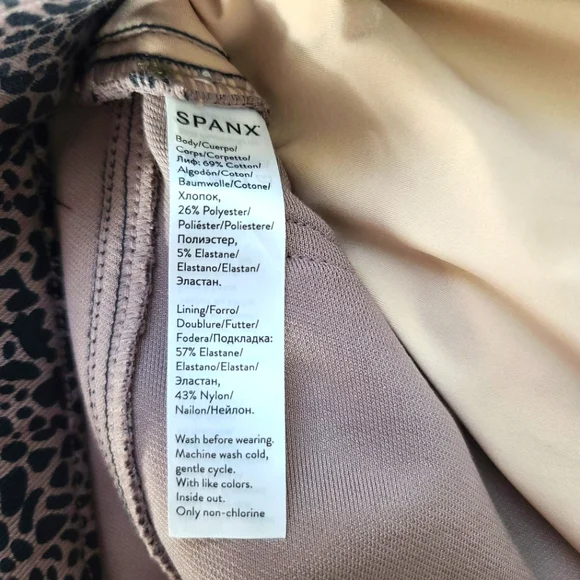 SPANX
Body/Cuerpo/
Corps/Corpetto/
Лиф: 69% Cotton/
Algodón/Coton/
Baumwolle/Cotone/
Хлопок,
26% Polyester/
Poliéster/Poliestere/
Полиэстер,
5% Elastane/
Elastano/Elastan/
Эластан.
Lining/Forro/
Doublure/Futter/
Fodera/Подкладка:
57% Elastane/
Elastano/Elastan/
Эластан,
43% Nylon/
Nailon/Нейлон.
Wash before wearing.
Machine wash cold,
gentle cycle.
With like colors.
Inside out.
Only non-chlorine